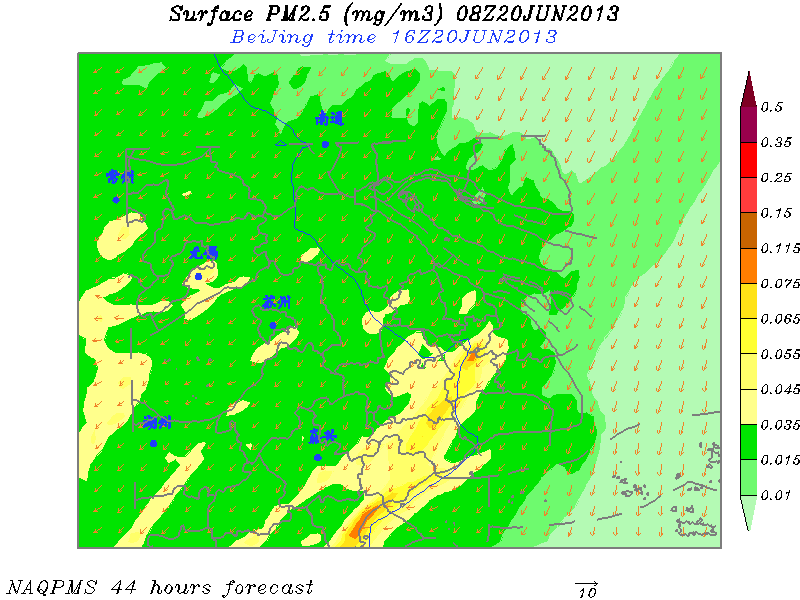 Surface PM2.5 (mg/m3) 08Z20JUN2013
BeiJing time 16Z20JUN2013
南通
常州
无锡
苏州
湖州
嘉兴
0.5
0.35
0.25
0.15
0.115
0.075
0.065
0.055
0.045
0.035
0.015
0.01
NAQPMS 44 hours forecast
10